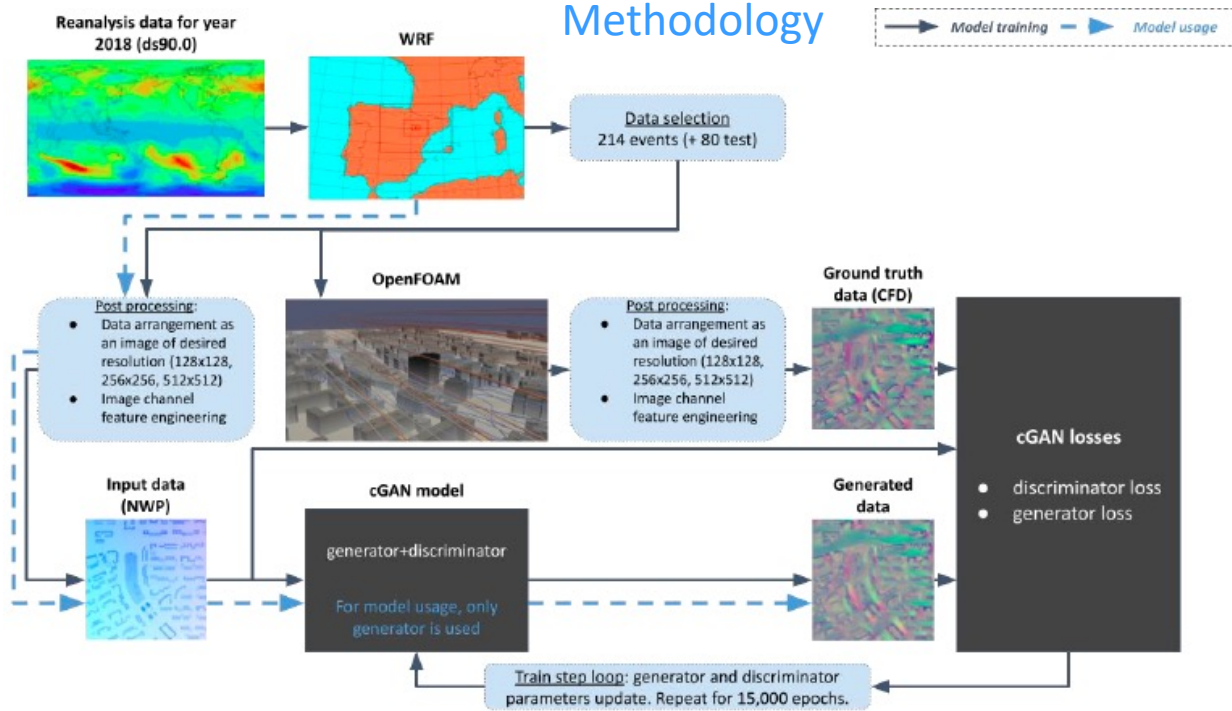 Methodology
Model training
Model usage
Reanalysis data for year
2018 (ds90.0)
WRF
Data selection
214 events (+ 80 test)
OpenFOAM
Ground truth
data (CFD)
Post processing:
● Data arrangement as
an image of desired
resolution (128x128,
256x256, 512x512)
● Image channel
feature engineering
Post processing:
● Data arrangement as
an image of desired
resolution (128x128,
256x256, 512x512)
● Image channel
feature engineering
cGAN losses
● discriminator loss
● generator loss
Input data
(NWP)
cGAN model
Generated
data
generator+discriminator
For model usage, only
generator is used
Train step loop: generator and discriminator
parameters update. Repeat for 15,000 epochs.